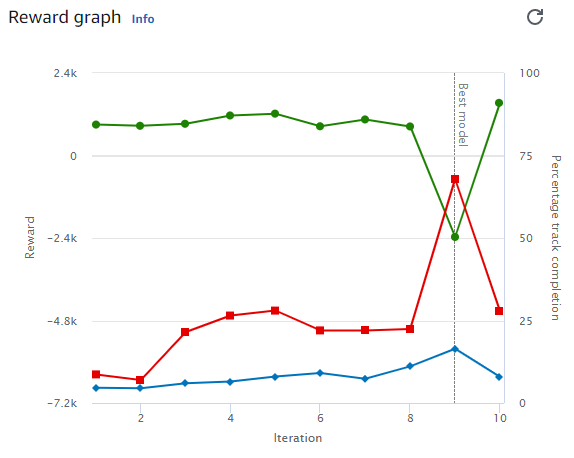 Reward graph Info
2.4k
0
−2.4k
−4.8k
−7.2k
Reward
100
75
50
25
0
Percentage track completion
Best model
2 4 6 8 10
Iteration